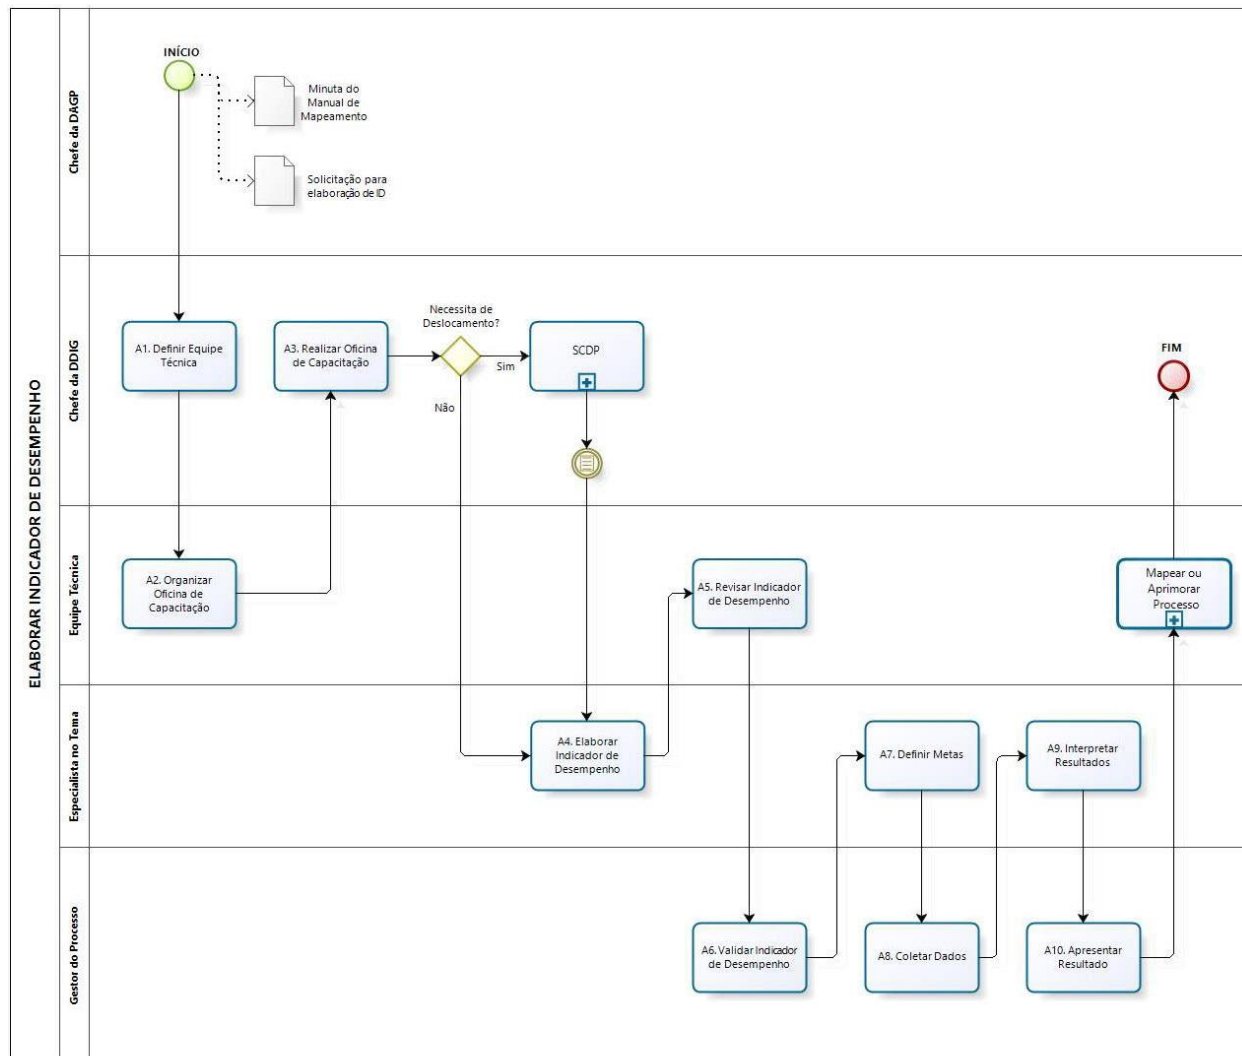 ELABORAR INDICADOR DE DESEMPENHO
Chefe da DAGP
INÍCIO
Minuta do
Manual de
Mapeamento
Solicitação para
elaboração de ID
Chefe da DDIG
A1. Definir Equipe
Técnica
A3. Realizar Oficina
de Capacitação
Necessita de
Deslocamento?
Sim
Não
SCDP
FIM
Equipe Técnica
A2. Organizar
Oficina de
Capacitação
A5. Revisar Indicador
de Desempenho
Mapear ou
Aprimorar
Processo
Especialista no Tema
A4. Elaborar
Indicador de
Desempenho
A7. Definir Metas
A9. Interpretar
Resultados
Gestor do Processo
A6. Validar Indicador
de Desempenho
A8. Coletar Dados
A10. Apresentar
Resultado